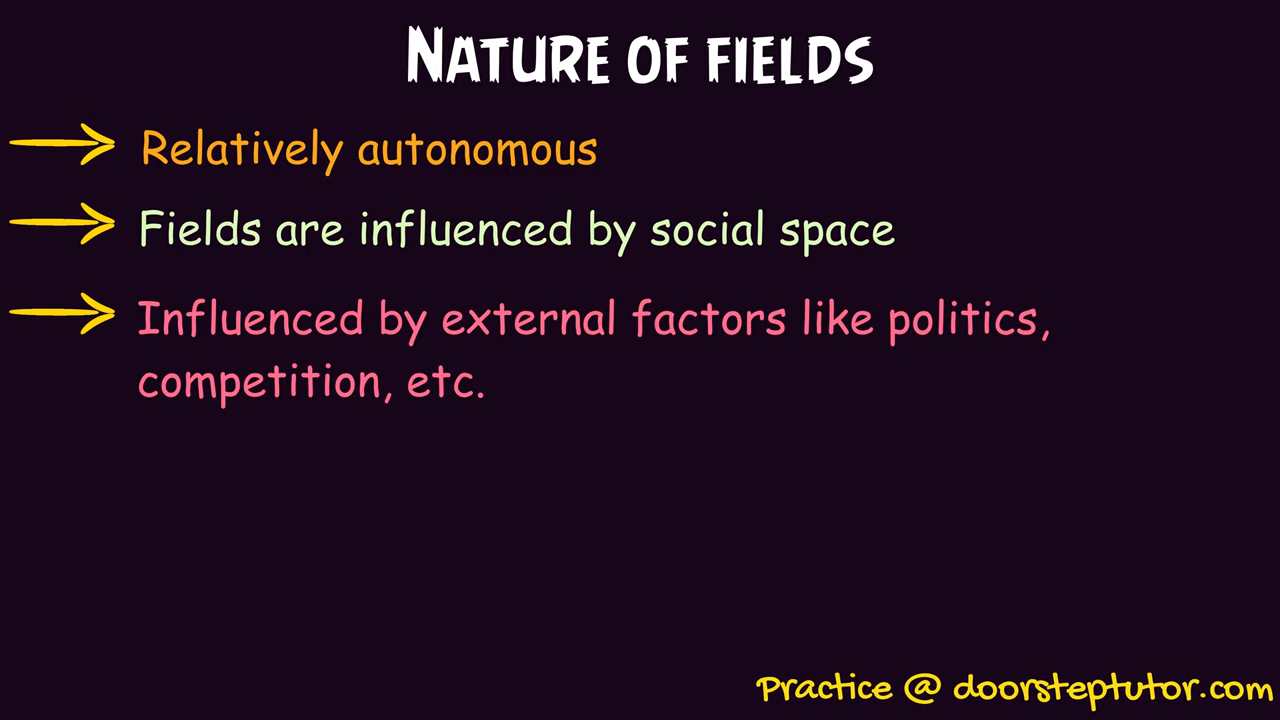 NATURE OF FIELDS
Relatively autonomous
Fields are influenced by social space
Influenced by external factors like politics,
competition, etc.
Practice @ doorsteptutor.com